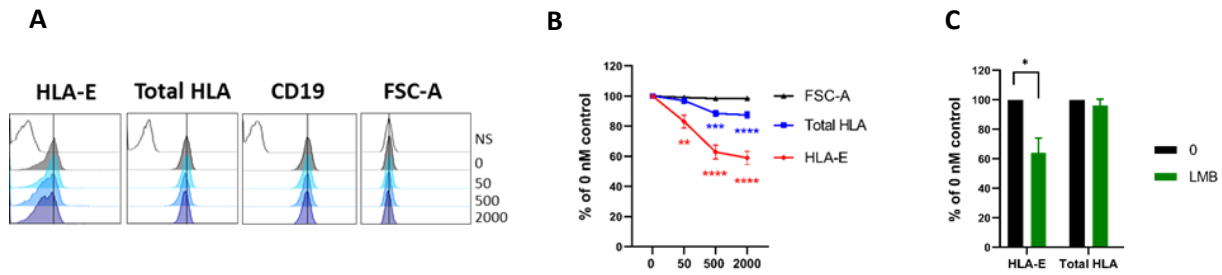 A
HLA-E Total HLA CD19 FSC-A
NS
0
50
500
2000
B
% of 0 nM control
120
100
80
60
40
20
0
0 50 500 2000
FSC-A
Total HLA
HLA-E
*** ****
**
**** ****
C
% of 0 nM control
120
100
80
60
40
20
0
*
HLA-E Total HLA
0
LMB